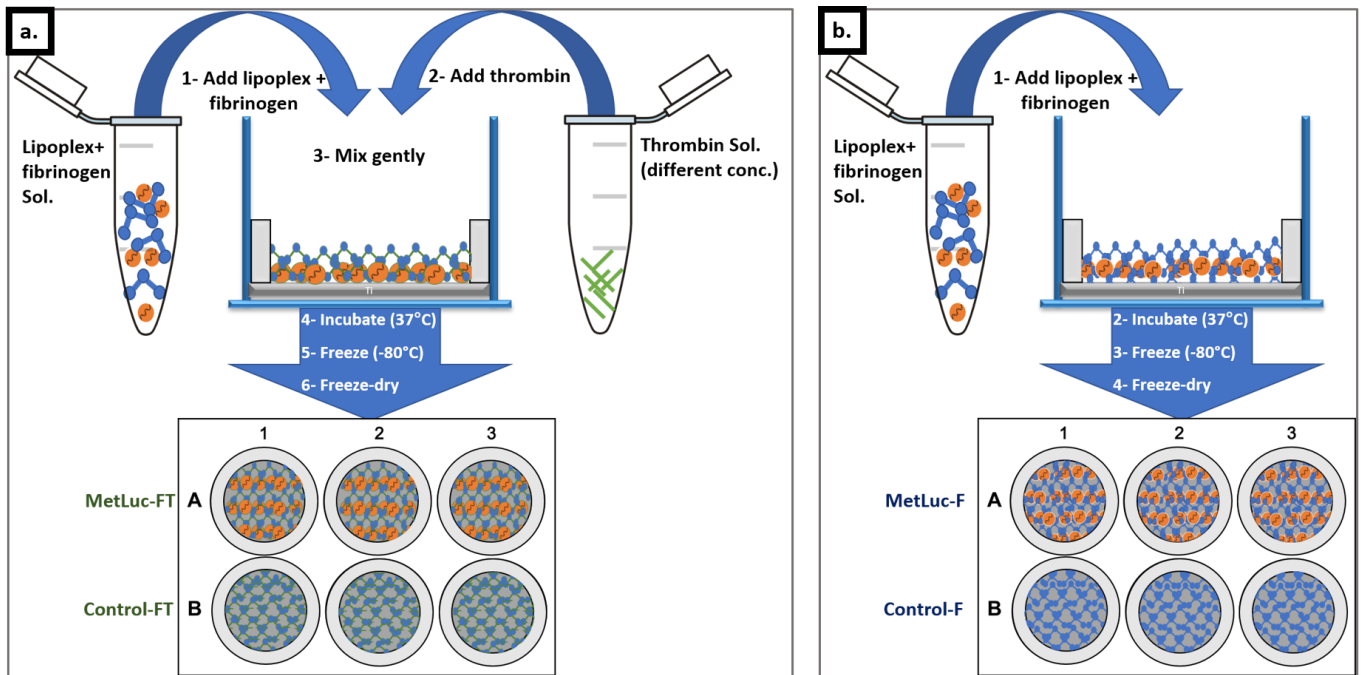 a.
1- Add lipoplex +
fibrinogen
2- Add thrombin
Lipoplex+
fibrinogen
Sol.
3- Mix gently
Thrombin Sol.
(different conc.)
Ti
4- Incubate (37°C)
5- Freeze (-80°C)
6- Freeze-dry
1 2 3
MetLuc-FT A
Control-FT B
b.
1- Add lipoplex +
fibrinogen
Lipoplex+
fibrinogen
Sol.
Ti
2- Incubate (37°C)
3- Freeze (-80°C)
4- Freeze-dry
1 2 3
MetLuc-F A
Control-F B